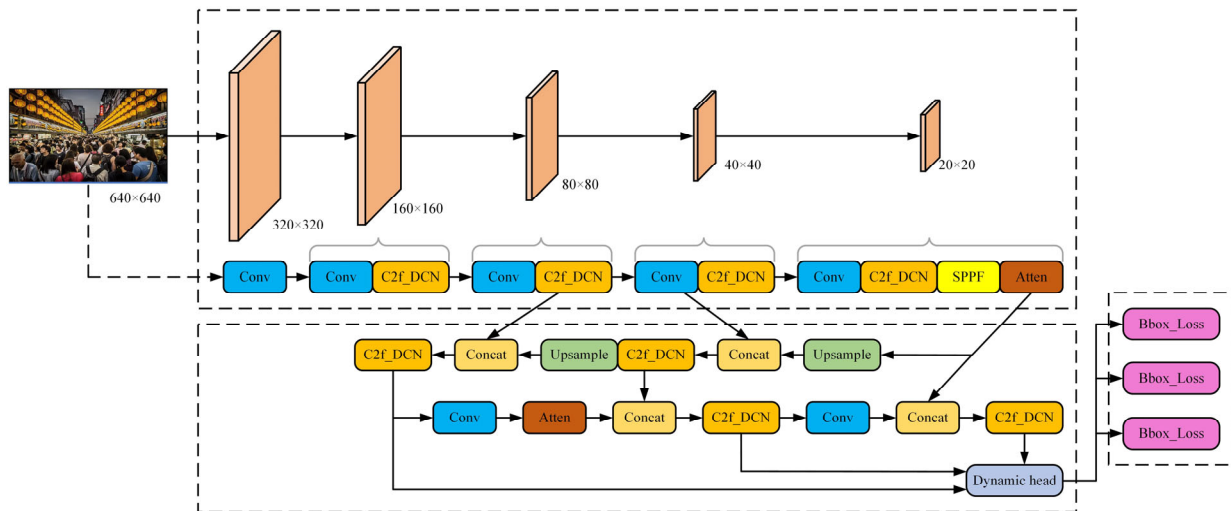 640×640
320×320
160×160
80×80
40×40
20×20
Conv Conv C2f_DCN Conv C2f_DCN Conv C2f_DCN Conv C2f_DCN SPPF Atten
C2f_DCN Concat Upsample C2f_DCN Concat Upsample
Conv Atten Concat C2f_DCN Conv Concat C2f_DCN
Dynamic head
Bbox_Loss
Bbox_Loss
Bbox_Loss